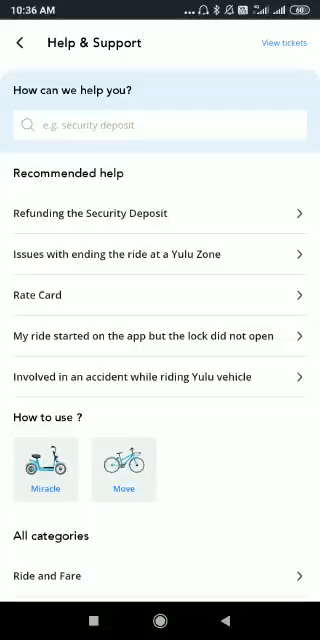 10:36 AM
4G
60
Help & Support
View tickets
How can we help you?
e.g. security deposit
Recommended help
Refunding the Security Deposit
Issues with ending the ride at a Yulu Zone
Rate Card
My ride started on the app but the lock did not open
Involved in an accident while riding Yulu vehicle
How to use ?
Miracle
Move
All categories
Ride and Fare